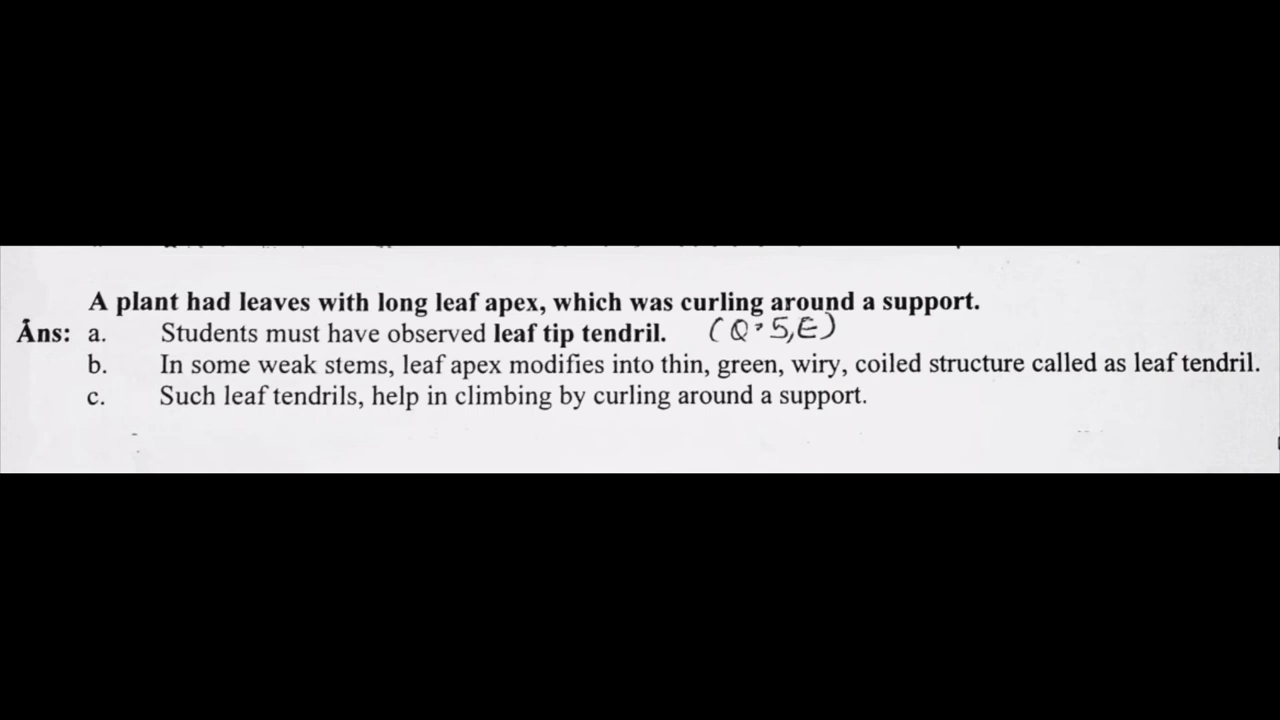 A plant had leaves with long leaf apex, which was curling around a support.
Ans: a. Students must have observed leaf tip tendril. (Q.5,E)
b. In some weak stems, leaf apex modifies into thin, green, wiry, coiled structure called as leaf tendril.
c. Such leaf tendrils, help in climbing by curling around a support.